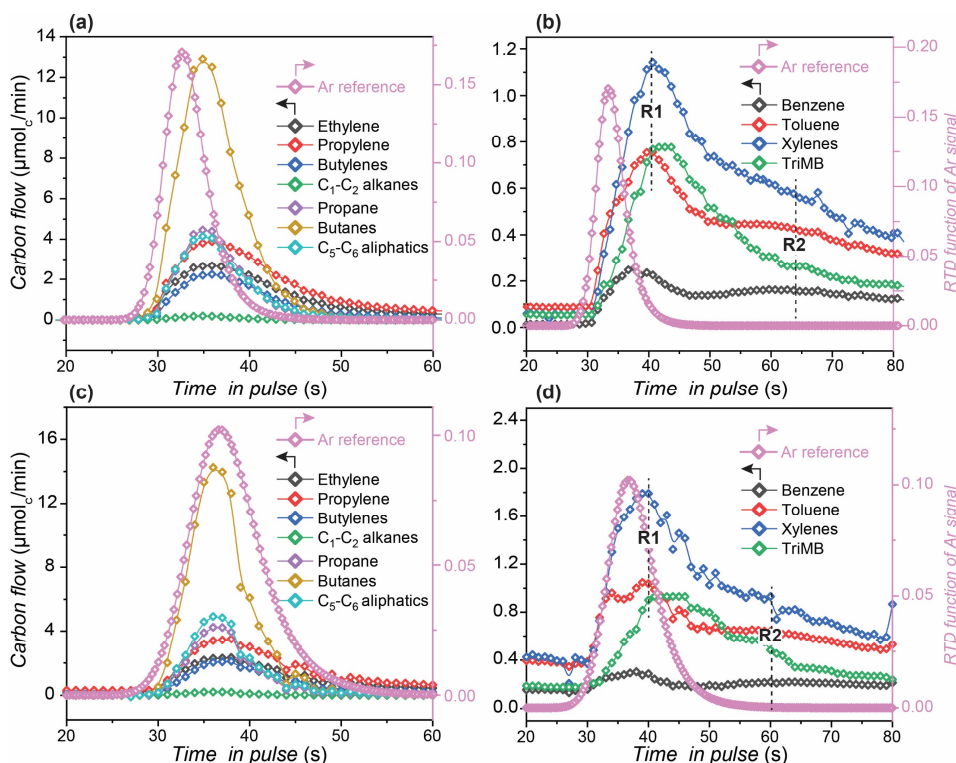 (a)
14
12
10
8
6
4
2
0
Carbon flow (μmolc/min)
20
30
40
50
60
Time in pulse (s)
0.15
0.10
0.05
0.00
Ar reference
Ethylene
Propylene
Butylenes
C1-C2 alkanes
Propane
Butanes
C5-C6 aliphatics
(b)
1.2
1.0
0.8
0.6
0.4
0.2
0.0
20
30
40
50
60
70
80
Time in pulse (s)
0.20
0.15
0.10
0.05
0.00
RTD function of Ar signal
Ar reference
Benzene
Toluene
Xylenes
TriMB
R1
R2
(c)
16
12
8
4
0
Carbon flow (μmolc/min)
20
30
40
50
60
Time in pulse (s)
0.10
0.05
0.00
Ar reference
Ethylene
Propylene
Butylenes
C1-C2 alkanes
Propane
Butanes
C5-C6 aliphatics
(d)
2.4
2.0
1.6
1.2
0.8
0.4
0.0
20
30
40
50
60
70
80
Time in pulse (s)
0.10
0.05
0.00
RTD function of Ar signal
Ar reference
Benzene
Toluene
Xylenes
TriMB
R1
R2